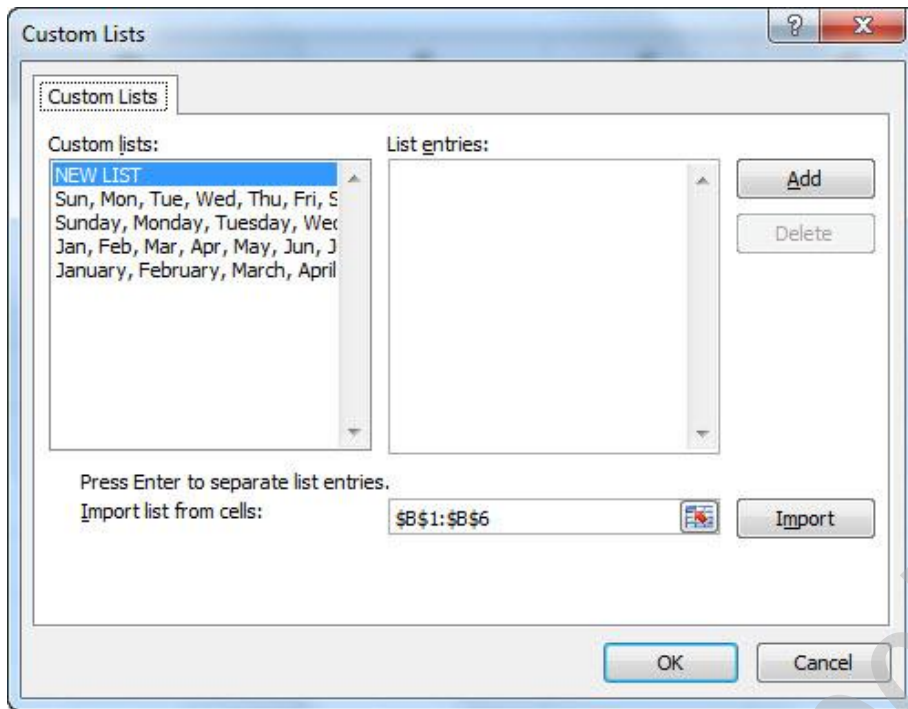 Custom Lists
Custom Lists
Custom lists:
NEW LIST
Sun, Mon, Tue, Wed, Thu, Fri, S
Sunday, Monday, Tuesday, Wed
Jan, Feb, Mar, Apr, May, Jun, J
January, February, March, April
List entries:
Add
Delete
Press Enter to separate list entries.
Import list from cells:
$B$1:$B$6
Import
OK
Cancel